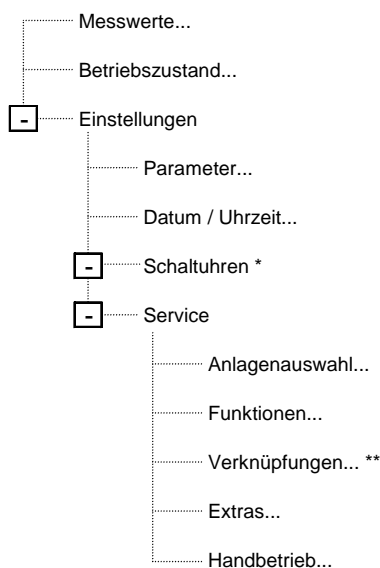 Messwerte...
Betriebszustand...
- Einstellungen
Parameter...
Datum / Uhrzeit...
- Schaltuhren *
- Service
Anlagenauswahl...
Funktionen...
Verknüpfungen... **
Extras...
Handbetrieb...